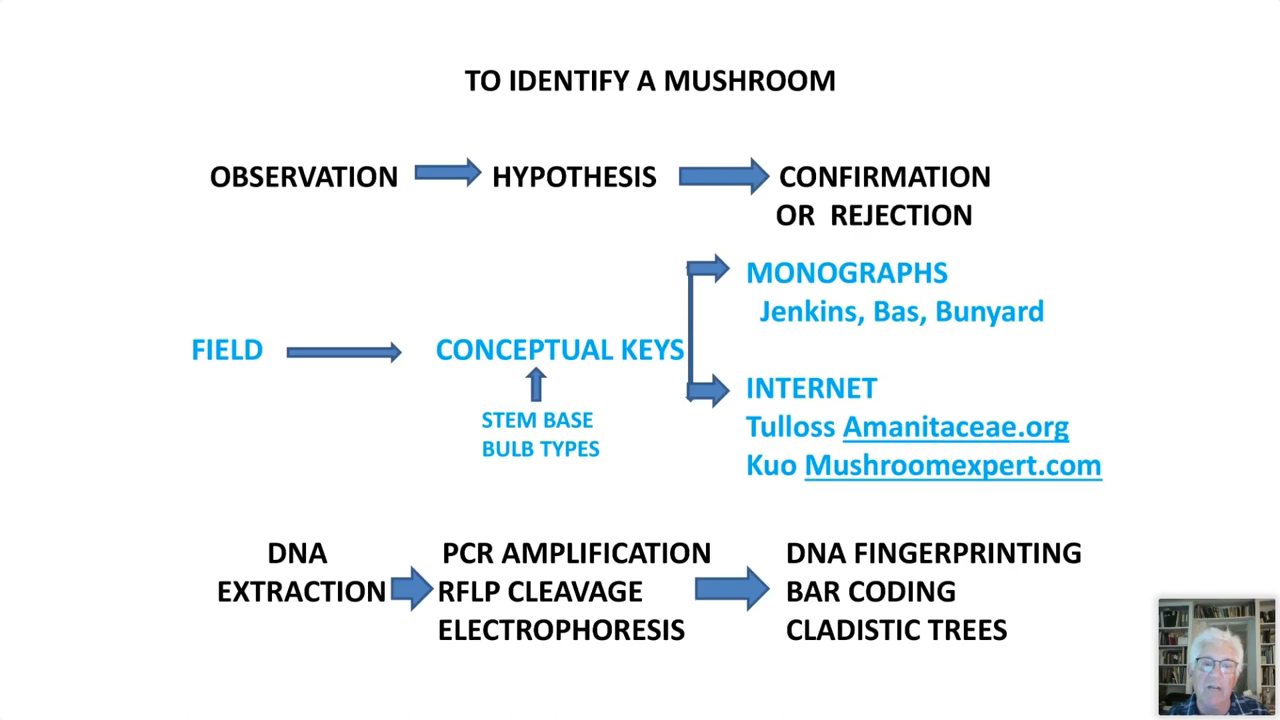 TO IDENTIFY A MUSHROOM
OBSERVATION
HYPOTHESIS
CONFIRMATION
OR REJECTION
FIELD
CONCEPTUAL KEYS
STEM BASE
BULB TYPES
MONOGRAPHS
Jenkins, Bas, Bunyard
INTERNET
Tulloss Amanitaceae.org
Kuo Mushroomexpert.com
DNA
EXTRACTION
PCR AMPLIFICATION
RFLP CLEAVAGE
ELECTROPHORESIS
DNA FINGERPRINTING
BAR CODING
CLADISTIC TREES